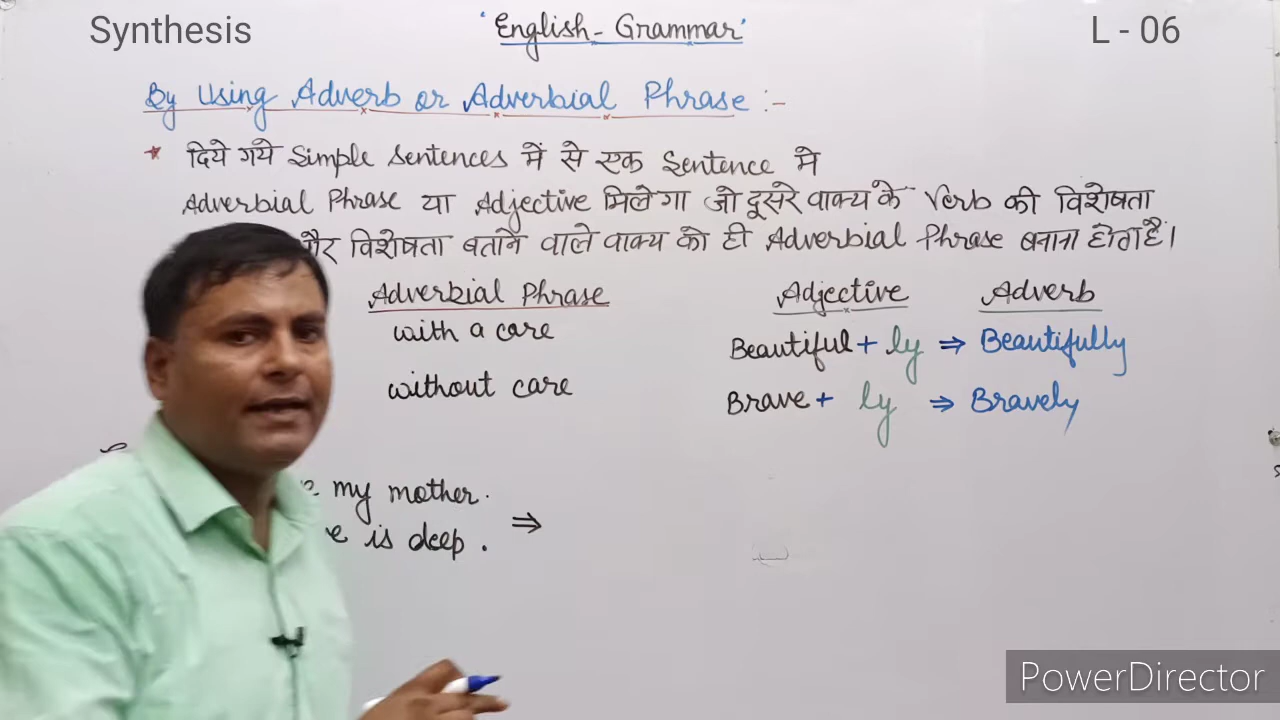 Synthesis
'English - Grammar'
L - 06
By Using Adverb or Adverbial Phrase :-
* दिये गये Simple Sentences में से एक Sentence मे
Adverbial Phrase या Adjective मिलेगा जो दूसरे वाक्य के Verb की विशेषता
विशेषता बताने वाले वाक्य को ही Adverbial Phrase बनाना होता है।
Adverbial Phrase
Adjective Adverb
with a care
Beautiful + ly ⇒ Beautifully
without care
Brave + ly ⇒ Bravely
my mother.
is deep. ⇒
PowerDirector